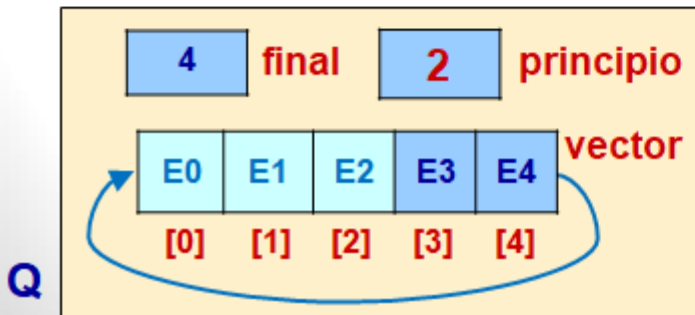 4 final 2 principio
vector
E0 E1 E2 E3 E4
[0] [1] [2] [3] [4]
Q